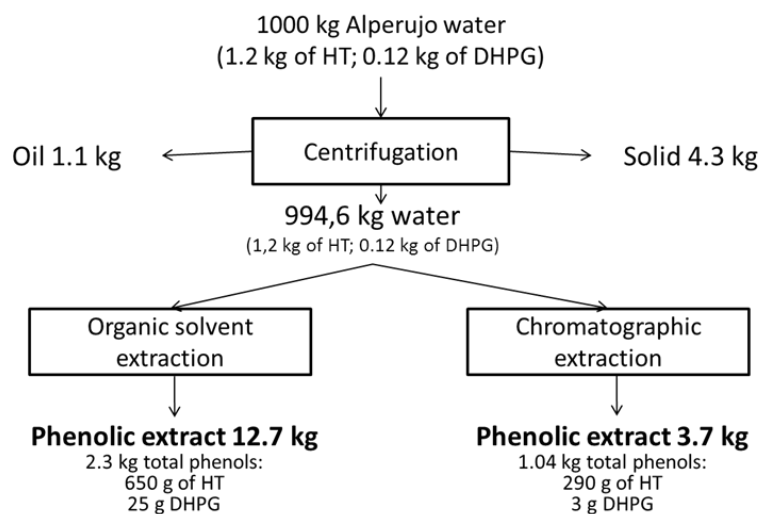 1000 kg Alperujo water
(1.2 kg of HT; 0.12 kg of DHPG)
Oil 1.1 kg
Centrifugation
Solid 4.3 kg
994,6 kg water
(1,2 kg of HT; 0.12 kg of DHPG)
Organic solvent
extraction
Chromatographic
extraction
Phenolic extract 12.7 kg
2.3 kg total phenols:
650 g of HT
25 g DHPG
Phenolic extract 3.7 kg
1.04 kg total phenols:
290 g of HT
3 g DHPG